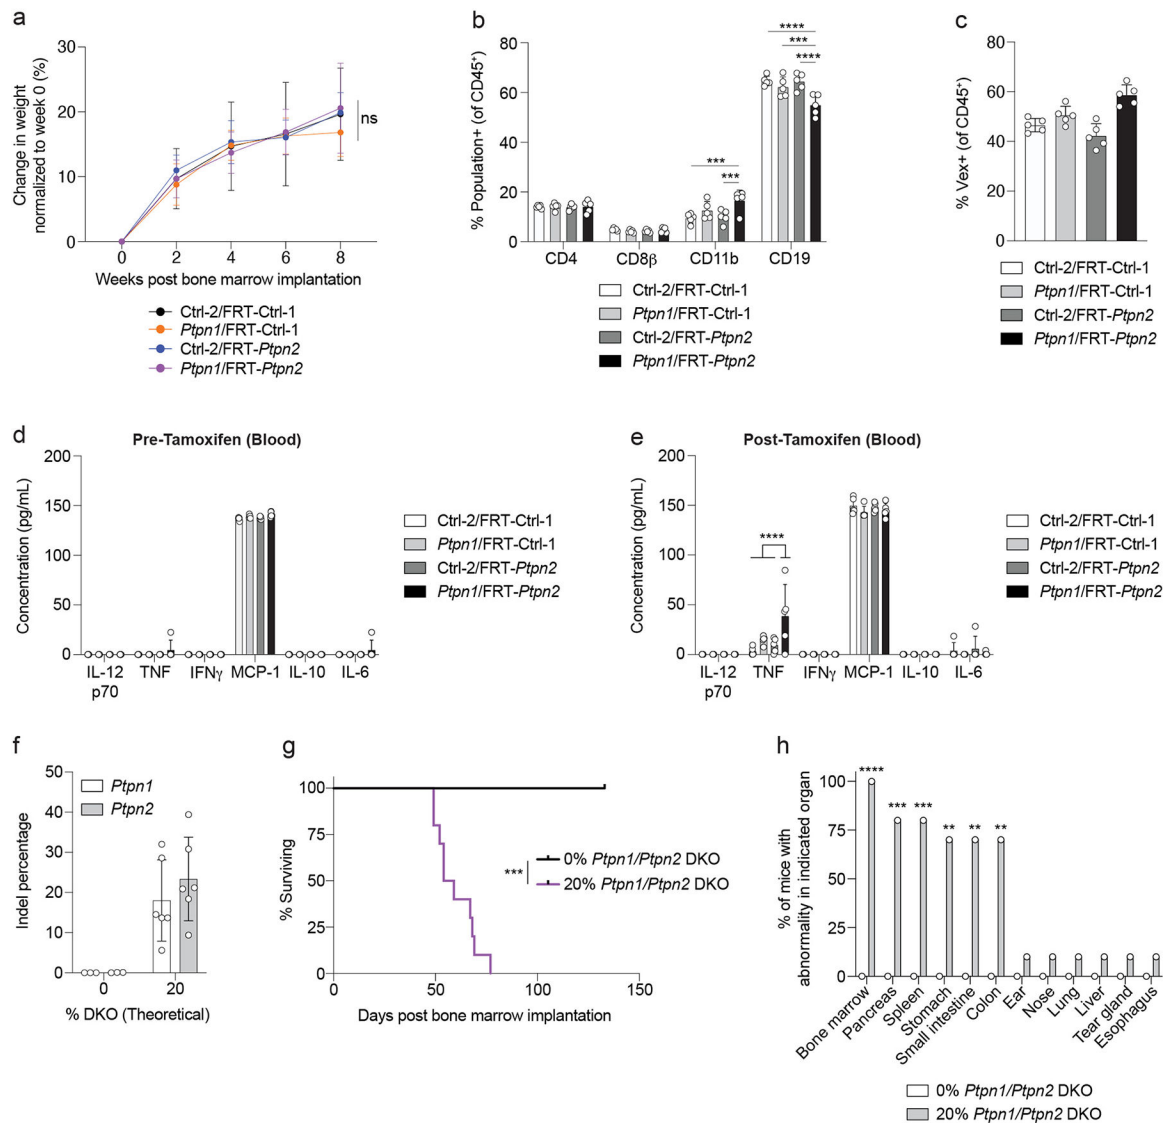 a
30
20
10
0
Change in weight
normalized to week 0 (%)
ns
0 2 4 6 8
Weeks post bone marrow implantation
Ctrl-2/FRT-Ctrl-1
Ptpn1/FRT-Ctrl-1
Ctrl-2/FRT-Ptpn2
Ptpn1/FRT-Ptpn2
b
80
60
40
20
0
% Population+ (of CD45⁺)
****
***
****
***
***
CD4 CD8β CD11b CD19
Ctrl-2/FRT-Ctrl-1
Ptpn1/FRT-Ctrl-1
Ctrl-2/FRT-Ptpn2
Ptpn1/FRT-Ptpn2
c
80
60
40
20
0
% Vex+ (of CD45⁺)
Ctrl-2/FRT-Ctrl-1
Ptpn1/FRT-Ctrl-1
Ctrl-2/FRT-Ptpn2
Ptpn1/FRT-Ptpn2
d
Pre-Tamoxifen (Blood)
200
150
100
50
0
Concentration (pg/mL)
IL-12 TNF IFNγ MCP-1 IL-10 IL-6
p70
Ctrl-2/FRT-Ctrl-1
Ptpn1/FRT-Ctrl-1
Ctrl-2/FRT-Ptpn2
Ptpn1/FRT-Ptpn2
e
Post-Tamoxifen (Blood)
200
150
100
50
0
Concentration (pg/mL)
****
IL-12 TNF IFNγ MCP-1 IL-10 IL-6
p70
Ctrl-2/FRT-Ctrl-1
Ptpn1/FRT-Ctrl-1
Ctrl-2/FRT-Ptpn2
Ptpn1/FRT-Ptpn2
f
50
40
30
20
10
0
Indel percentage
Ptpn1
Ptpn2
0 20
% DKO (Theoretical)
g
100
75
50
25
0
% Surviving
*** 0% Ptpn1/Ptpn2 DKO
20% Ptpn1/Ptpn2 DKO
0 50 100 150
Days post bone marrow implantation
h
100
75
50
25
0
% of mice with
abnormality in indicated organ
**** *** *** ** ** **
Bone marrow
Pancreas
Spleen
Stomach
Small intestine
Colon
Ear
Nose
Lung
Liver
Tear gland
Esophagus
0% Ptpn1/Ptpn2 DKO
20% Ptpn1/Ptpn2 DKO